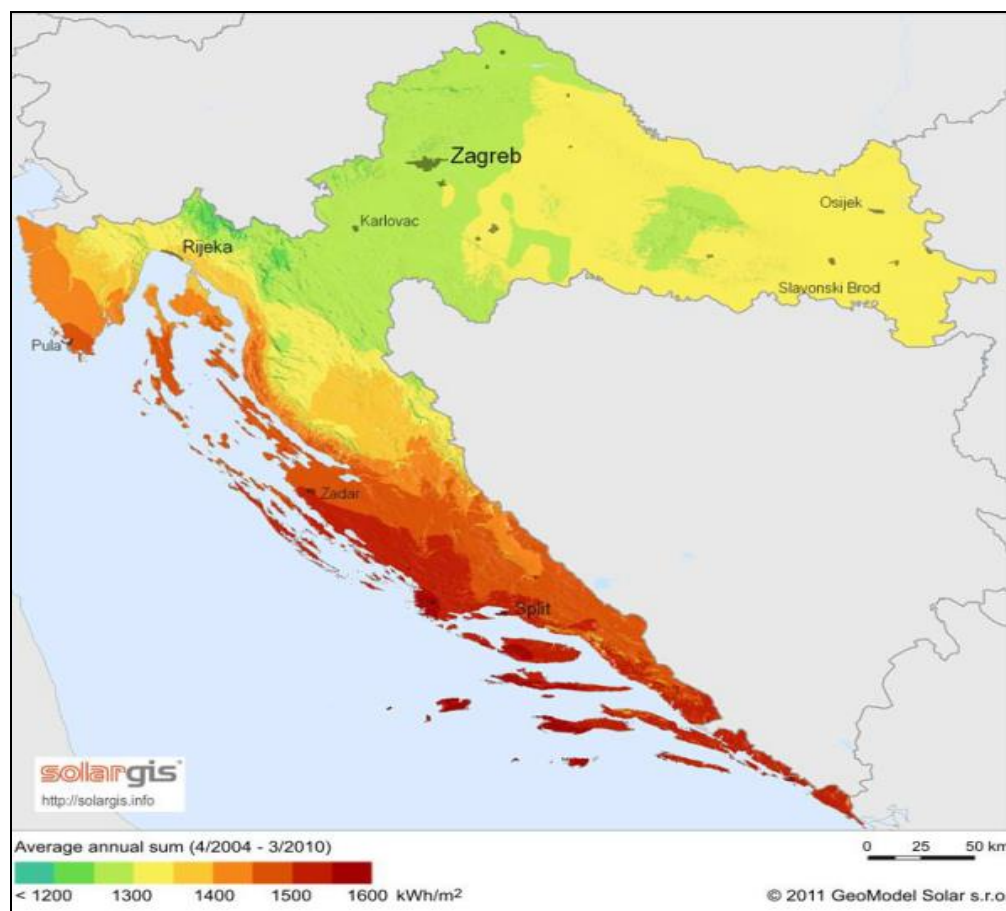 Zagreb
Osijek
Karlovac
Rijeka
Slavonski Brod
Pula
Zadar
Split
solargis
http://solargis.info
Average annual sum (4/2004 - 3/2010)
0 25 50 km
< 1200 1300 1400 1500 1600 kWh/m²
© 2011 GeoModel Solar s.r.o